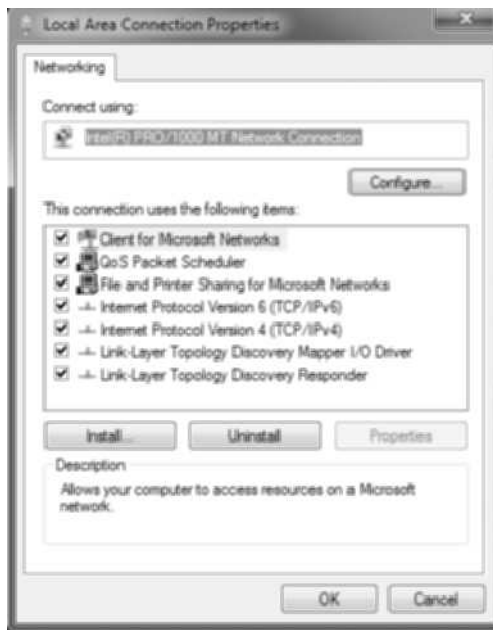 Local Area Connection Properties
Networking
Connect using:
Intel(R) PRO/1000 MT Network Connection
Configure...
This connection uses the following items:
Client for Microsoft Networks
QoS Packet Scheduler
File and Printer Sharing for Microsoft Networks
Internet Protocol Version 6 (TCP/IPv6)
Internet Protocol Version 4 (TCP/IPv4)
Link-Layer Topology Discovery Mapper I/O Driver
Link-Layer Topology Discovery Responder
Install... Uninstall Properties
Description
Allows your computer to access resources on a Microsoft
network.
OK Cancel